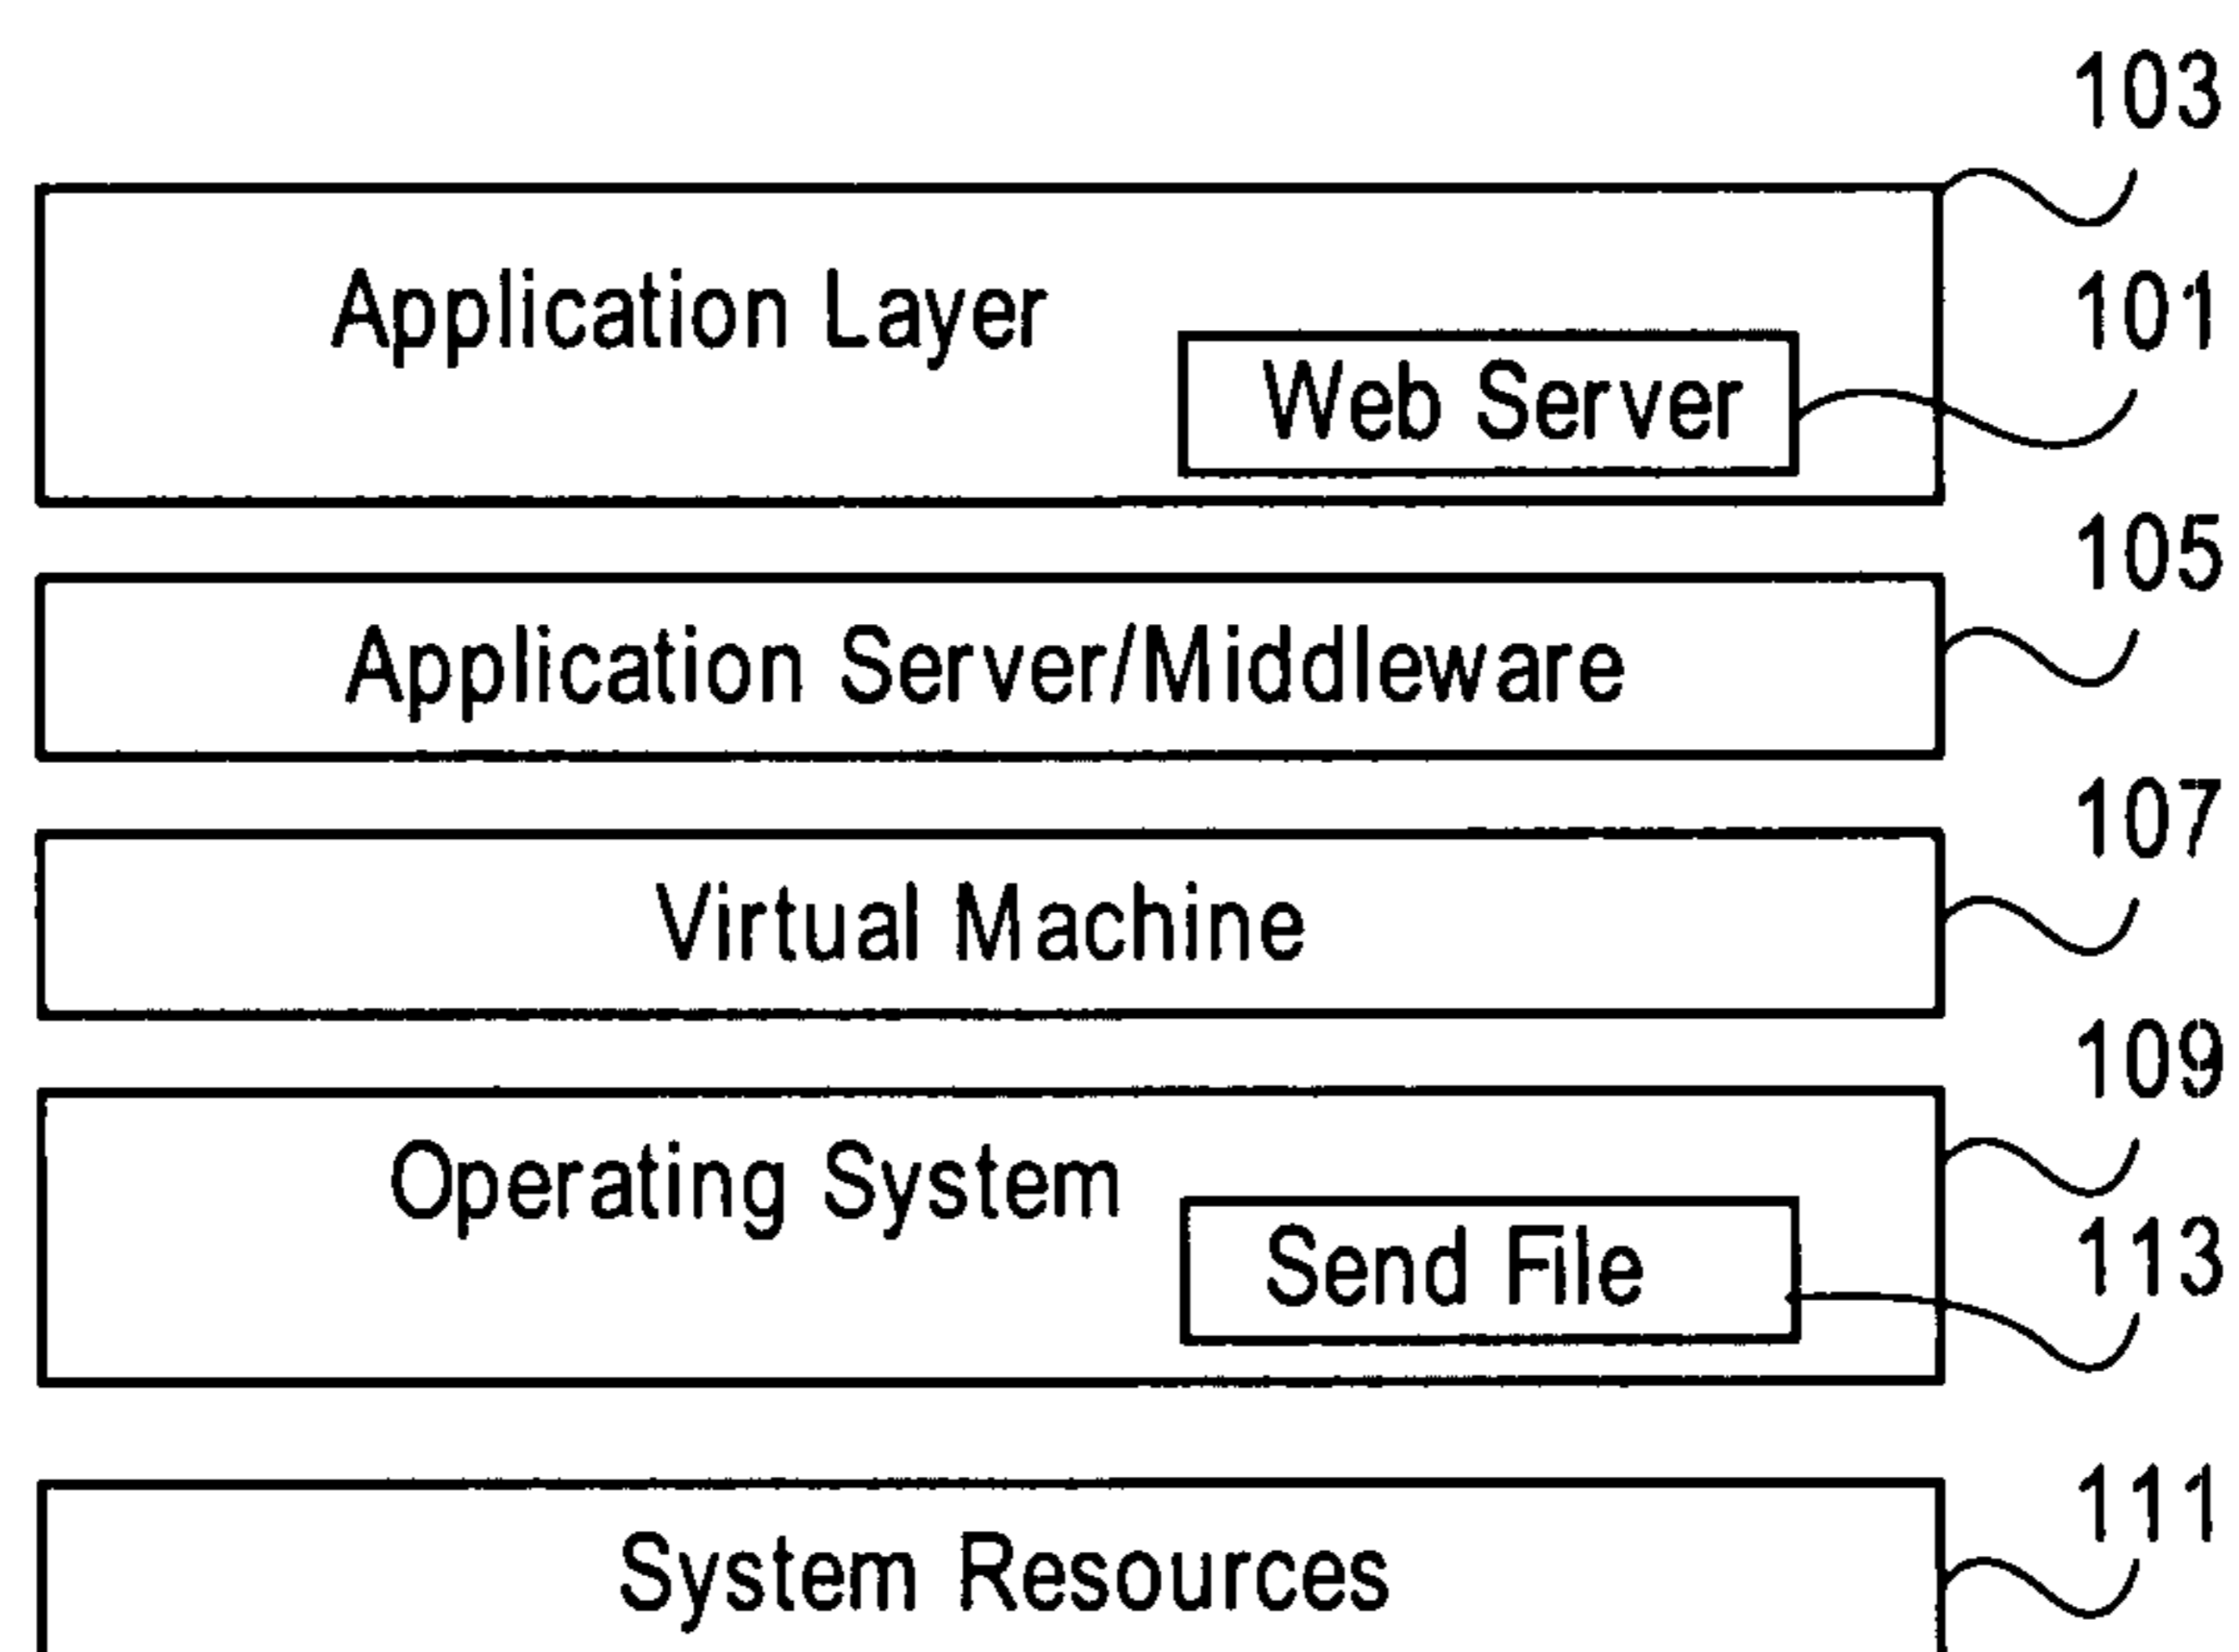 103
Application Layer
101
Web Server
105
Application Server/Middleware
107
Virtual Machine
109
Operating System
113
Send File
111
System Resources